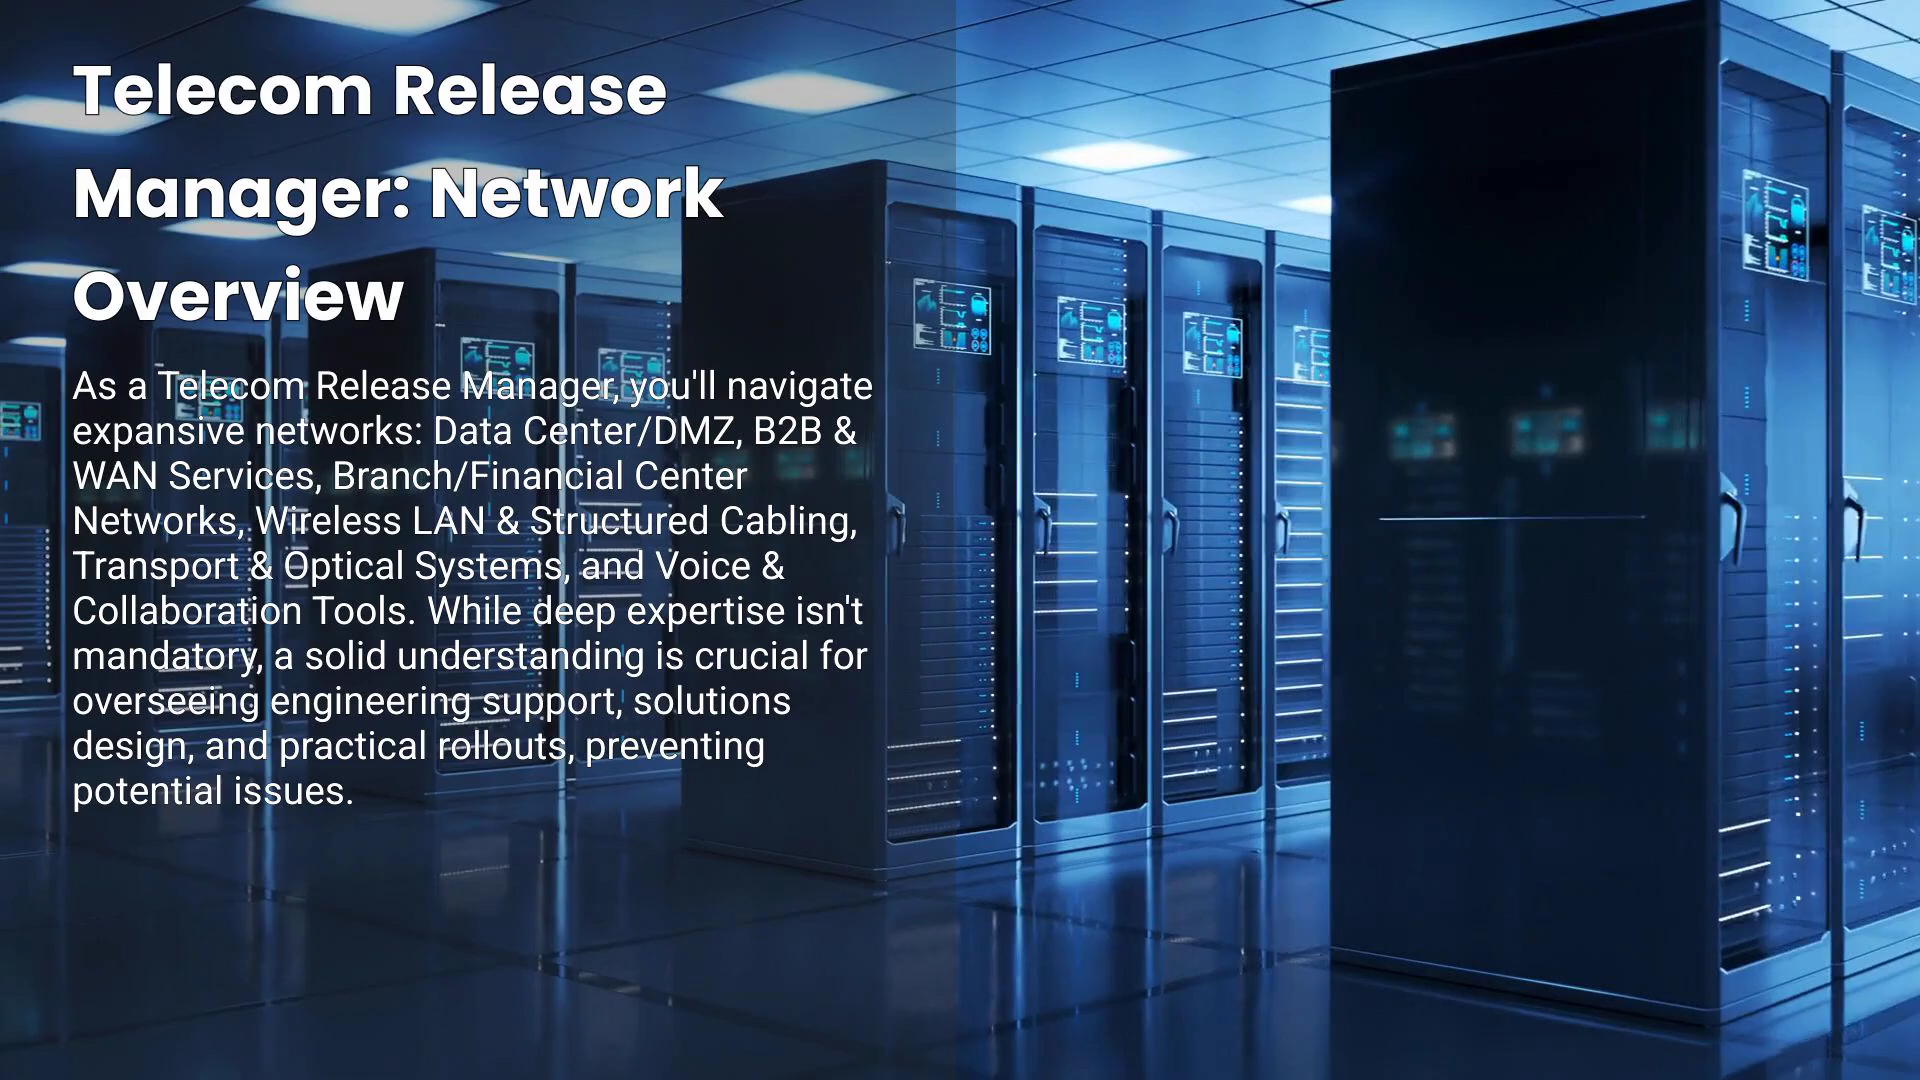 Telecom Release
Manager: Network
Overview
As a Telecom Release Manager, you'll navigate
expansive networks: Data Center/DMZ, B2B &
WAN Services, Branch/Financial Center
Networks, Wireless LAN & Structured Cabling,
Transport & Optical Systems, and Voice &
Collaboration Tools. While deep expertise isn't
mandatory, a solid understanding is crucial for
overseeing engineering support, solutions
design, and practical rollouts, preventing
potential issues.